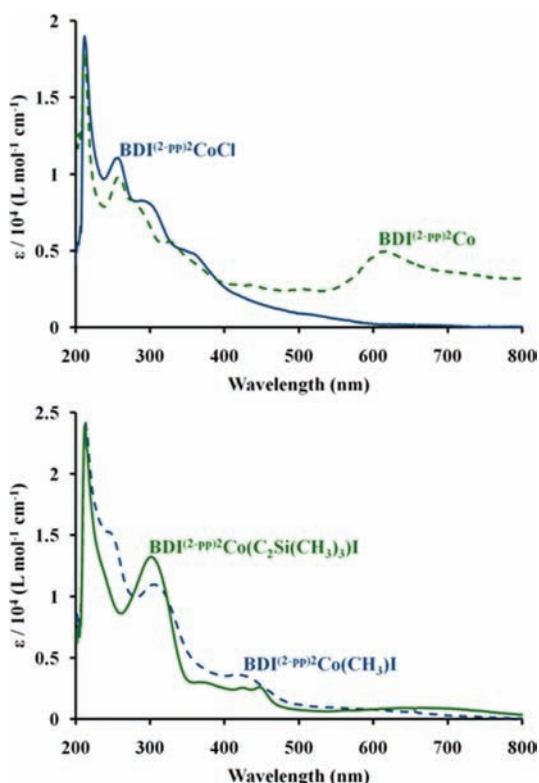 2
1.5
1
0.5
0
ε / 10⁴ (L mol⁻¹ cm⁻¹)
BDI⁽²⁻ᵖᵖ⁾²CoCl
BDI⁽²⁻ᵖᵖ⁾²Co
200 300 400 500 600 700 800
Wavelength (nm)
2.5
2
1.5
1
0.5
0
ε / 10⁴ (L mol⁻¹ cm⁻¹)
BDI⁽²⁻ᵖᵖ⁾²Co(C₂Si(CH₃)₃)I
BDI⁽²⁻ᵖᵖ⁾²Co(CH₃)I
200 300 400 500 600 700 800
Wavelength (nm)